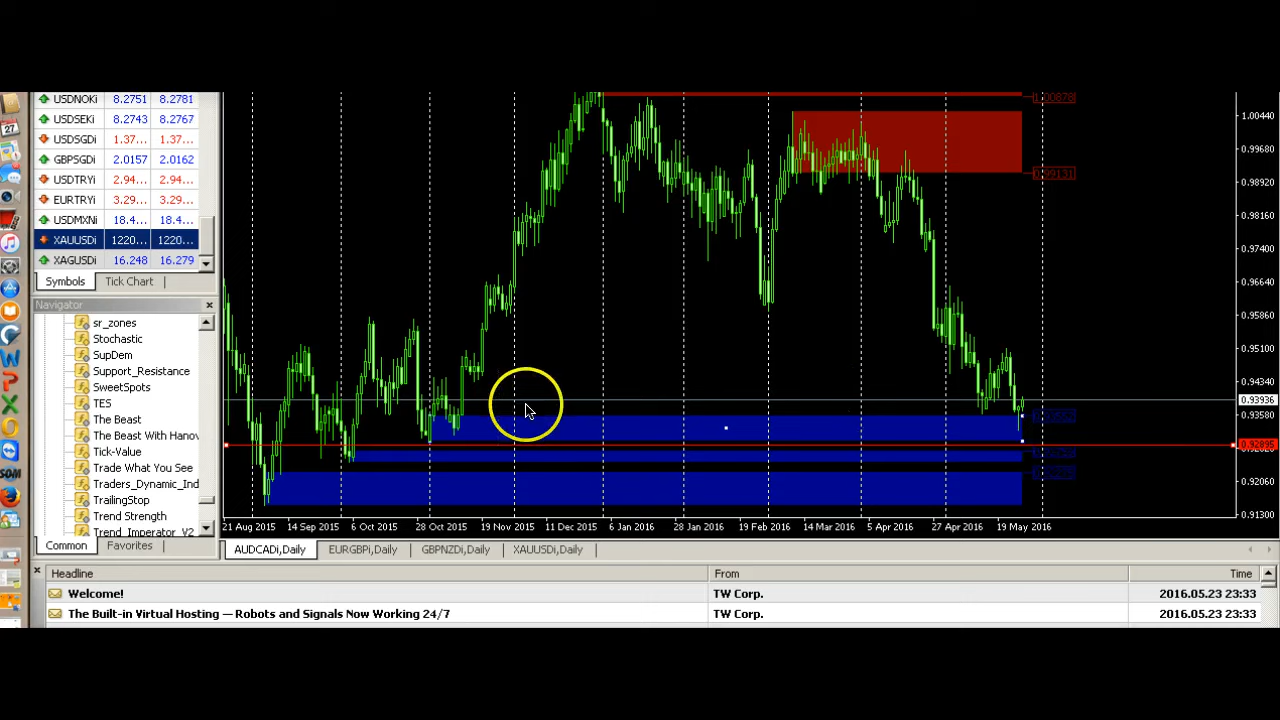 USDNOKi 8.2751 8.2781
USDSEKi 8.2743 8.2767
USDSGDi 1.37... 1.37...
GBPSGDi 2.0157 2.0162
USDTRYi 2.94... 2.94...
EURTRYi 3.29... 3.29...
USDMXNi 18.4... 18.4...
XAUUSDi 1220... 1220...
XAGUSDi 16.248 16.279
Symbols Tick Chart
Navigator
sr_zones
Stochastic
SupDem
Support_Resistance
SweetSpots
TES
The Beast
The Beast With Hanov
Tick-Value
Trade What You See
Traders_Dynamic_Ind
TrailingStop
Trend Strength
Trend_Imperator_V2
Common Favorites
1.00878
0.99131
1.00440
0.99680
0.98920
0.98160
0.97400
0.96640
0.95860
0.95100
0.94340
0.93936
0.93580
0.92895
0.92060
0.91300
21 Aug 2015 14 Sep 2015 6 Oct 2015 28 Oct 2015 19 Nov 2015 11 Dec 2015 6 Jan 2016 28 Jan 2016 19 Feb 2016 14 Mar 2016 5 Apr 2016 27 Apr 2016 19 May 2016
AUDCADi,Daily EURGBPi,Daily GBPNZDi,Daily XAUUSDi,Daily
Headline From Time
Welcome! TW Corp. 2016.05.23 23:33
The Built-in Virtual Hosting — Robots and Signals Now Working 24/7 TW Corp. 2016.05.23 23:33